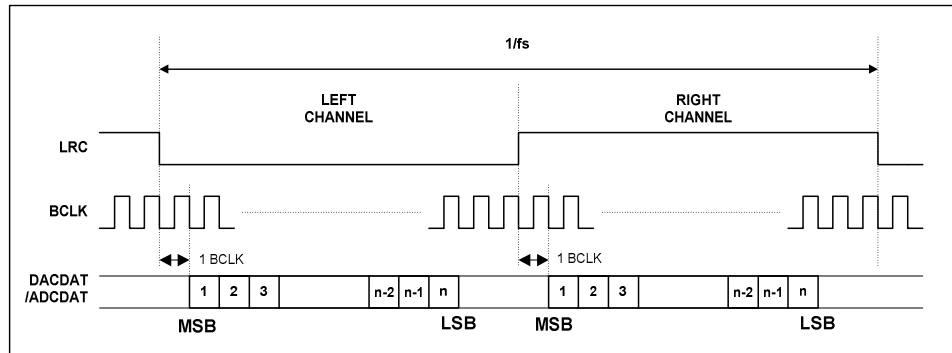 1/fs
LEFT
CHANNEL
RIGHT
CHANNEL
LRC
BCLK
1 BCLK
1 BCLK
DACDAT
/ADCDAT
1 2 3 n-2 n-1 n 1 2 3 n-2 n-1 n
MSB LSB MSB LSB